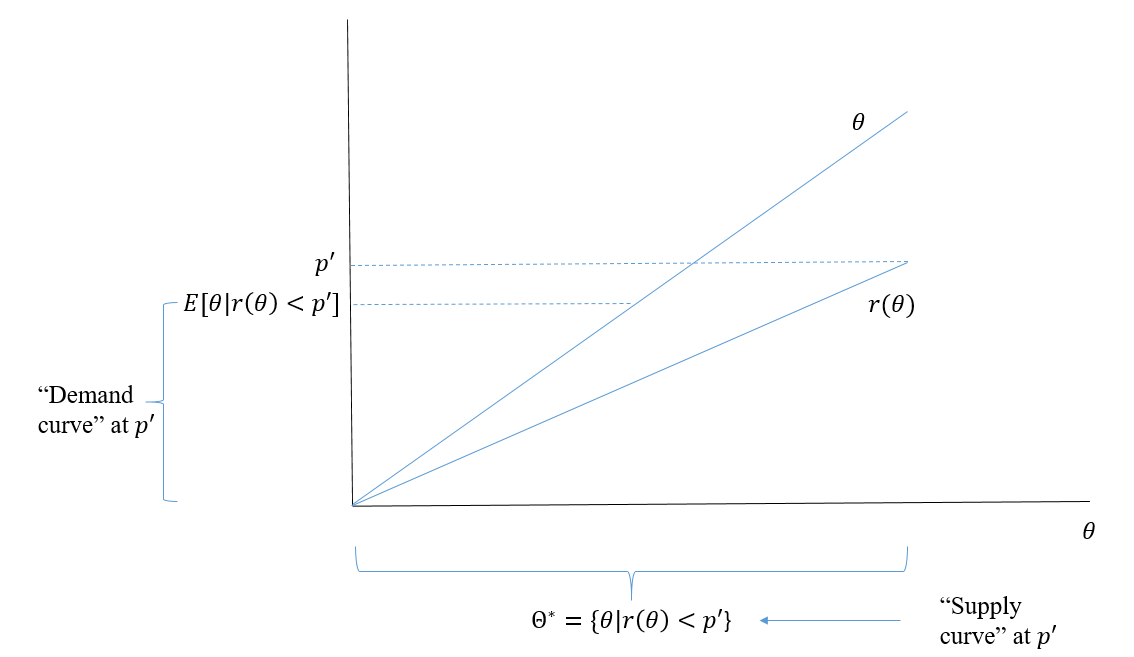 θ
p′
E[θ|r(θ) < p′]
r(θ)
“Demand
curve” at p′
θ
Θ* = {θ|r(θ) < p′}
“Supply
curve” at p′